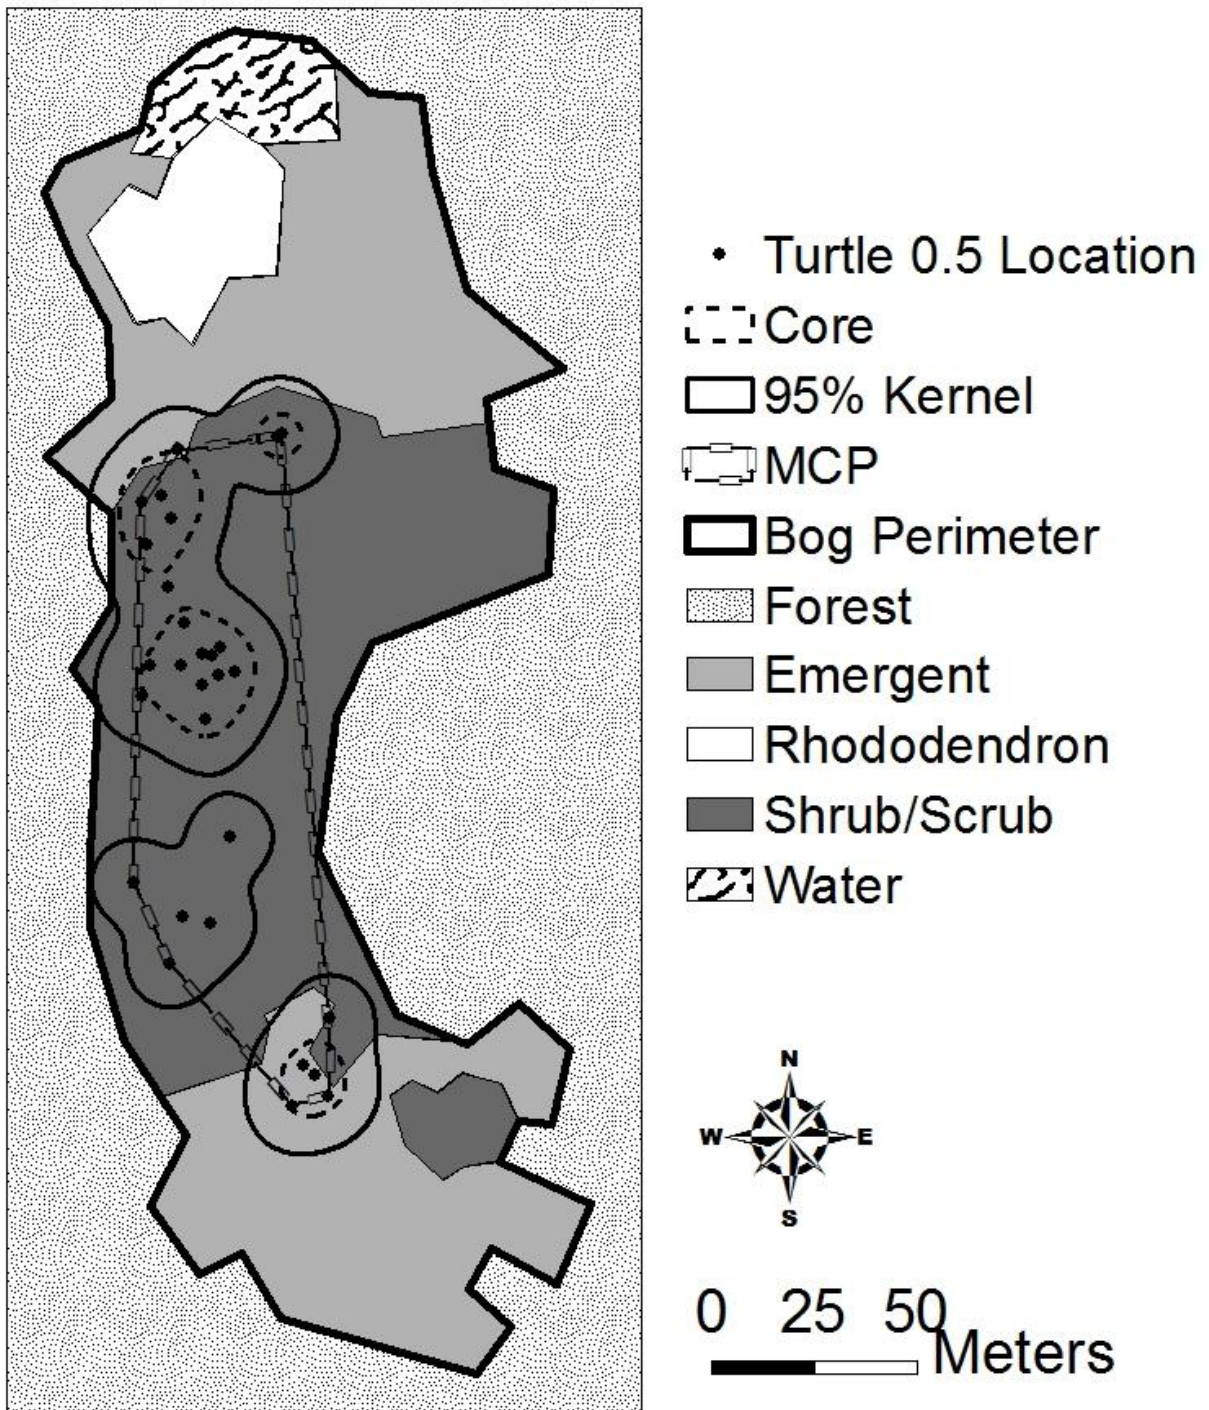 Turtle 0.5 Location
Core
95% Kernel
MCP
Bog Perimeter
Forest
Emergent
Rhododendron
Shrub/Scrub
Water
N
W E
S
0 25 50
Meters